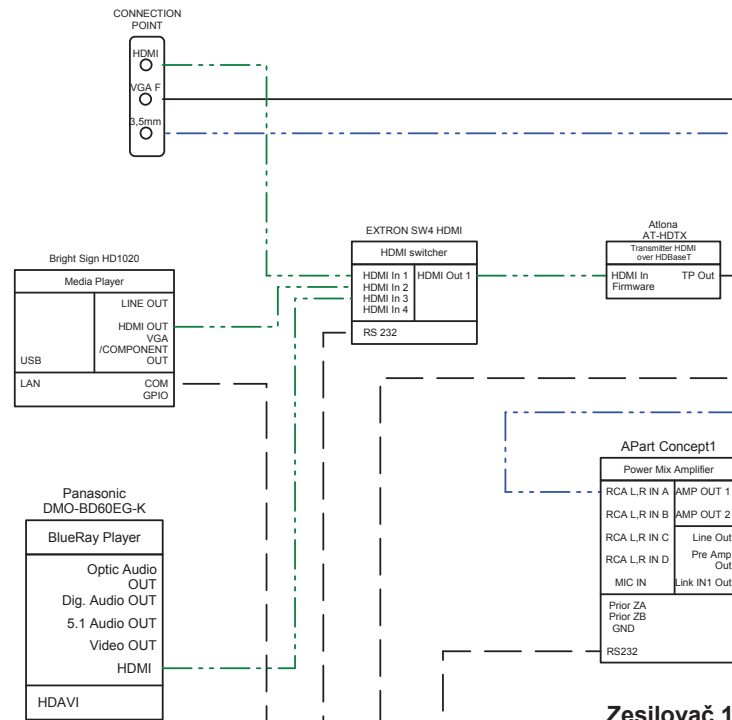 CONNECTION
POINT
HDMI
VGA F
3,5mm
EXTRON SW4 HDMI
HDMI switcher
HDMI In 1
HDMI In 2
HDMI In 3
HDMI In 4
HDMI Out 1
RS 232
Atlona
AT-HDTX
Transmitter HDMI
over HDBaseT
HDMI In
Firmware
TP Out
Bright Sign HD1020
Media Player
LINE OUT
HDMI OUT
VGA
/COMPONENT
OUT
USB
LAN
COM
GPIO
APart Concept1
Power Mix Amplifier
RCA L,R IN A
RCA L,R IN B
RCA L,R IN C
RCA L,R IN D
MIC IN
AMP OUT 1
AMP OUT 2
Line Out
Pre Amp
Out
Link IN1 Out
Prior ZA
Prior ZB
GND
RS232
Panasonic
DMO-BD60EG-K
BlueRay Player
Optic Audio
OUT
Dig. Audio OUT
5.1 Audio OUT
Video OUT
HDMI
HDAVI
Zesilovač 1